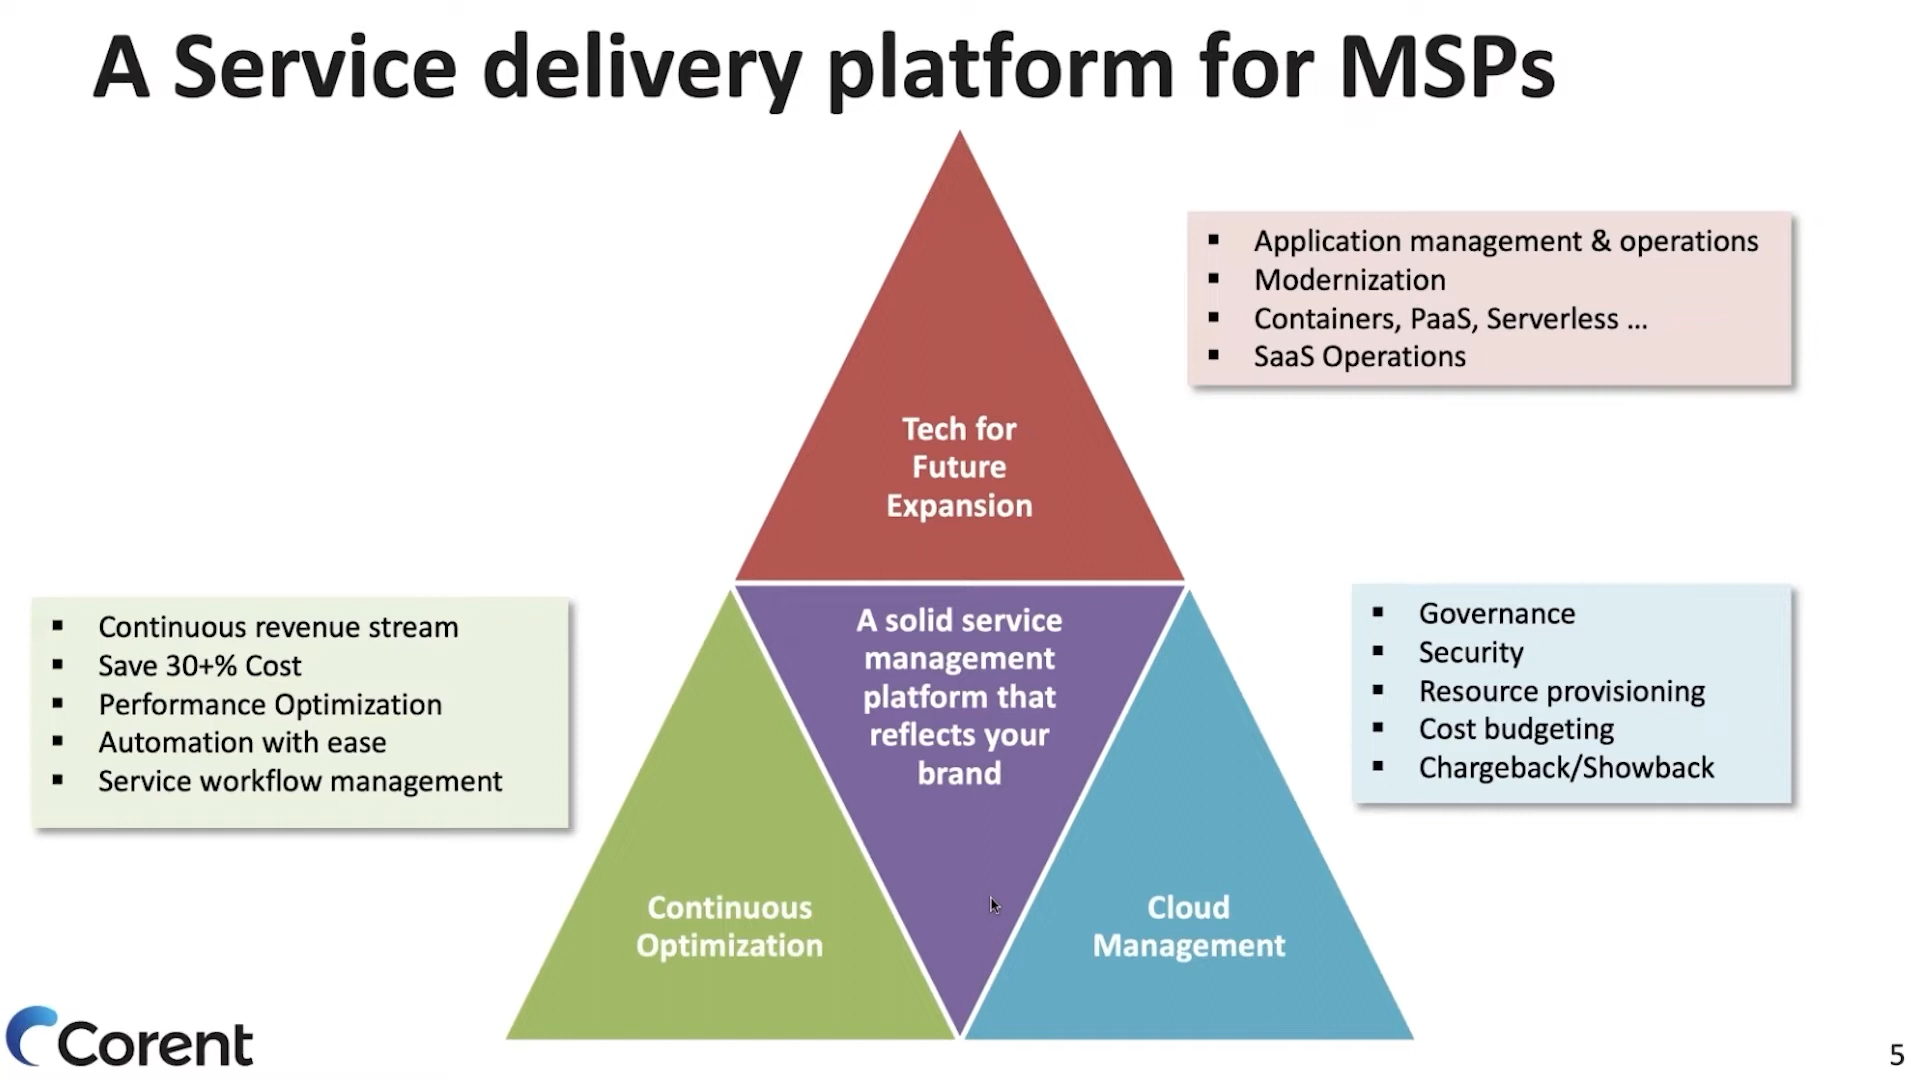 A Service delivery platform for MSPs
Application management & operations
Modernization
Containers, PaaS, Serverless ...
SaaS Operations
Tech for
Future
Expansion
Continuous revenue stream
Save 30+% Cost
Performance Optimization
Automation with ease
Service workflow management
A solid service
management
platform that
reflects your
brand
Governance
Security
Resource provisioning
Cost budgeting
Chargeback/Showback
Continuous
Optimization
Cloud
Management
Corent
5